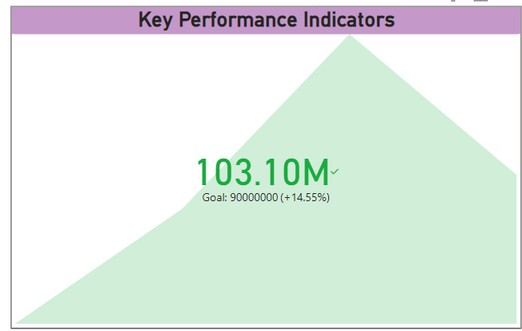 Key Performance Indicators
103.10M✓
Goal: 90000000 (+14.55%)